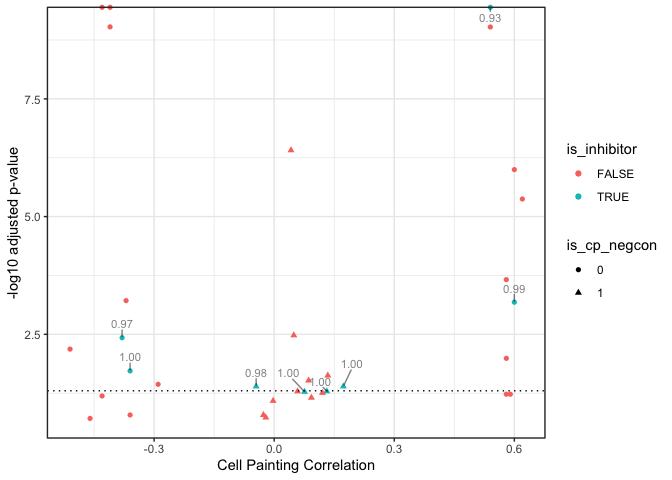 0.93
7.5
is_inhibitor
FALSE
TRUE
-log10 adjusted p-value
5.0
is_cp_negcon
0
1
0.99
0.97
2.5
1.00
0.98
1.00
1.00
1.00
-0.3
0.0
0.3
0.6
Cell Painting Correlation